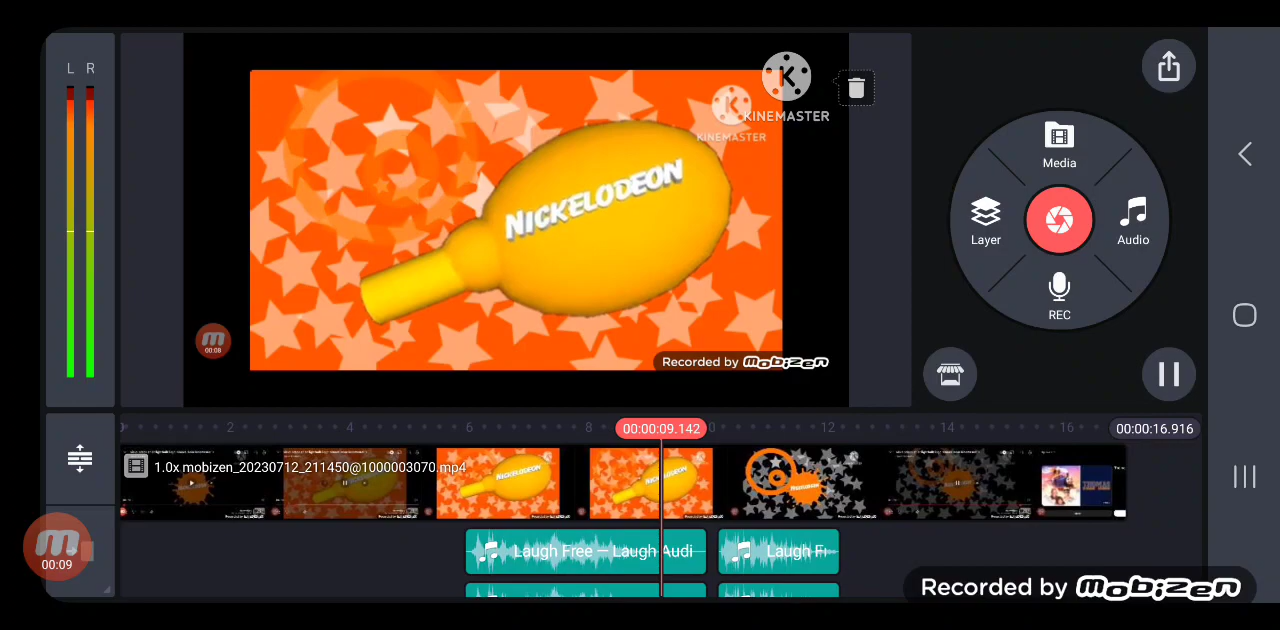 L R
KINEMASTER
KINEMASTER
NICKELODEON
00:08
Recorded by mobizen
Media
Layer
Audio
REC
2
4
6
8
00:00:09.142
0
12
14
16
00:00:16.916
1.0x mobizen_20230712_211450@1000003070.mp4
Laugh Free — Laugh Audi
Laugh Fr
00:09
Recorded by mobizen